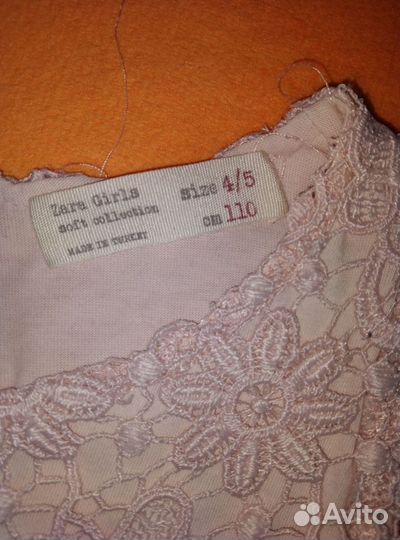 Zara Girls size 4/5
soft collection cm 110
MADE IN TURKEY
Avito